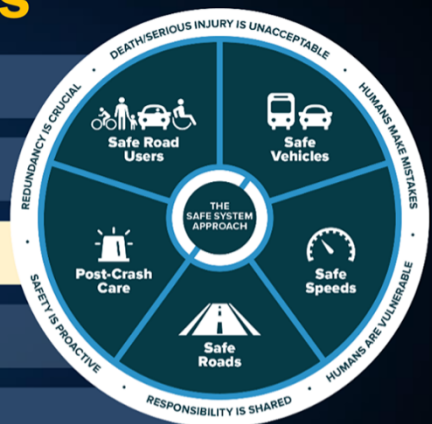 S
DEATH/SERIOUS INJURY IS UNACCEPTABLE
HUMANS MAKE MISTAKES
HUMANS ARE VULNERABLE
RESPONSIBILITY IS SHARED
SAFETY IS PROACTIVE
REDUNDANCY IS CRUCIAL
Safe Road
Users
Safe
Vehicles
THE
SAFE SYSTEM
APPROACH
Post-Crash
Care
Safe
Speeds
Safe
Roads